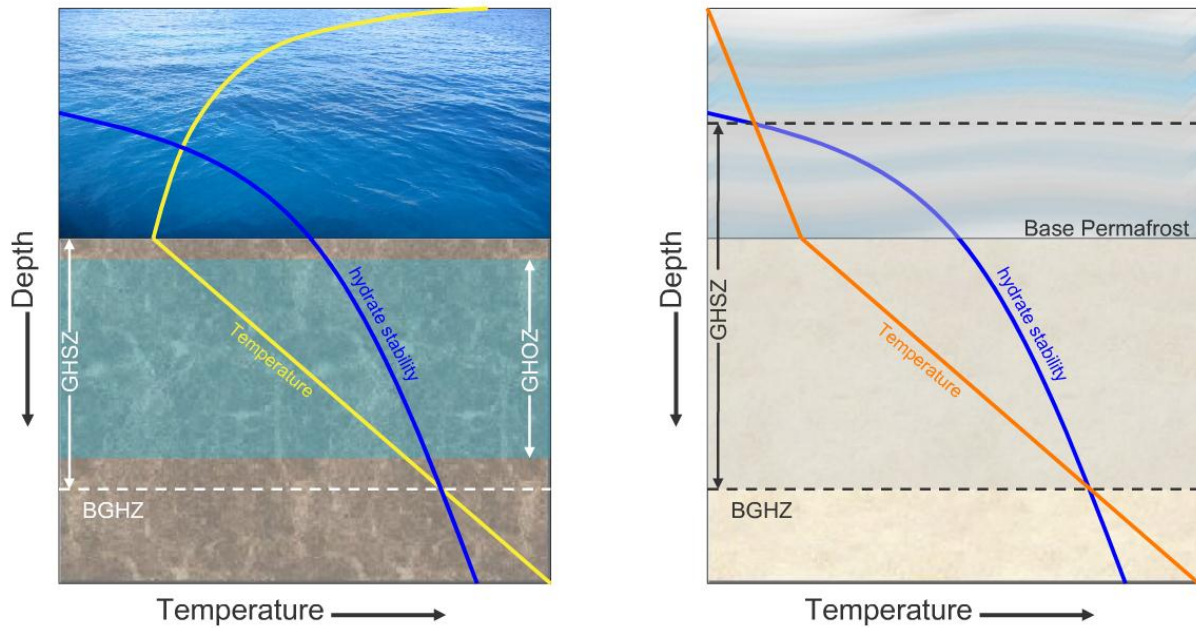 Depth
GHSZ
Temperature
hydrate stability
GHOZ
BGHZ
Temperature
Depth
GHSZ
Base Permafrost
Temperature
hydrate stability
BGHZ
Temperature